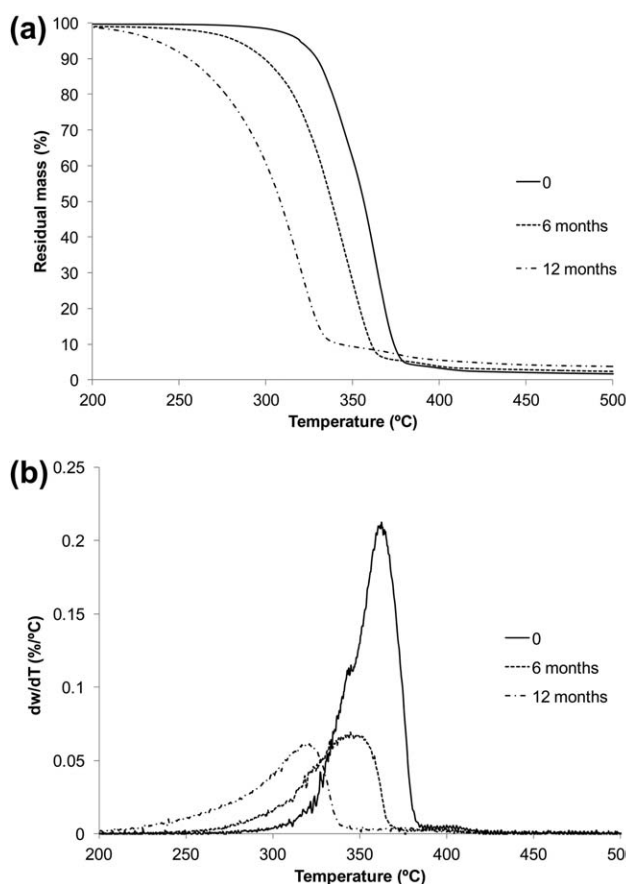 (a)
100
90
80
70
60
50
40
30
20
10
0
Residual mass (%)
200 250 300 350 400 450 500
Temperature (ºC)
0
6 months
12 months
(b)
0.25
0.2
0.15
0.1
0.05
0
dw/dT (%/ºC)
200 250 300 350 400 450 50
Temperature (ºC)
0
6 months
12 months